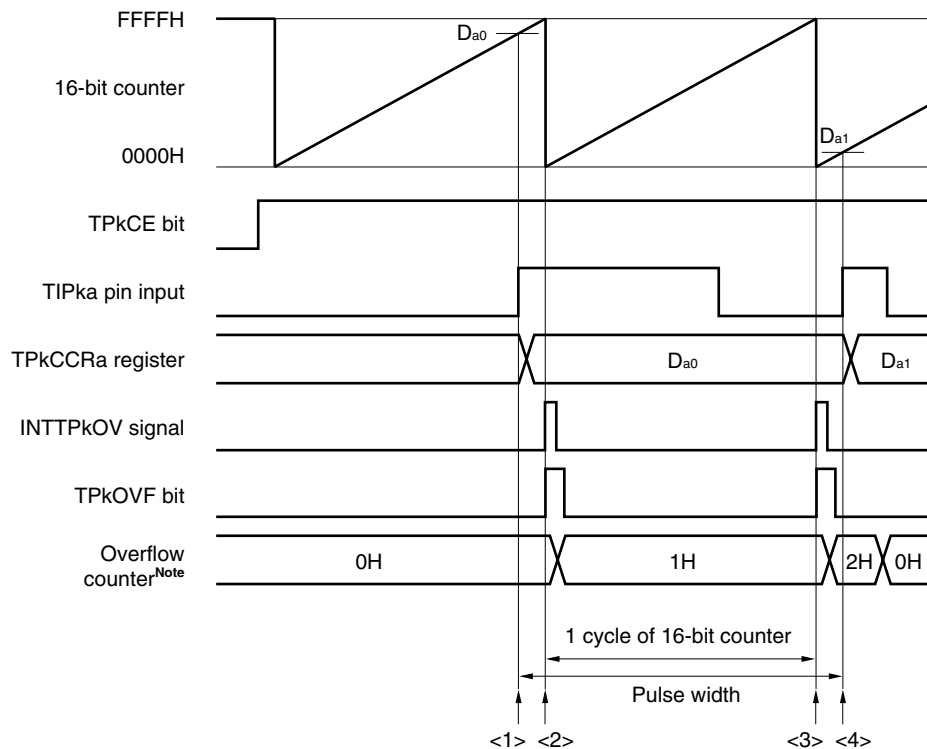 FFFFH
Da0
16-bit counter
Da1
0000H
TPkCE bit
TIPka pin input
TPkCCRa register
Da0
Da1
INTTPkOV signal
TPkOVF bit
Overflow
counterNote
0H
1H
2H
0H
1 cycle of 16-bit counter
Pulse width
<1> <2> <3> <4>